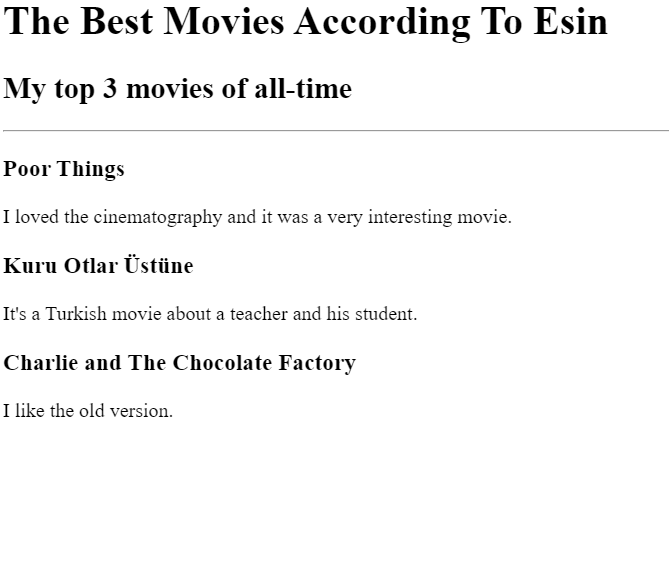 The Best Movies According To Esin
My top 3 movies of all-time
Poor Things
I loved the cinematography and it was a very interesting movie.
Kuru Otlar Üstüne
It's a Turkish movie about a teacher and his student.
Charlie and The Chocolate Factory
I like the old version.